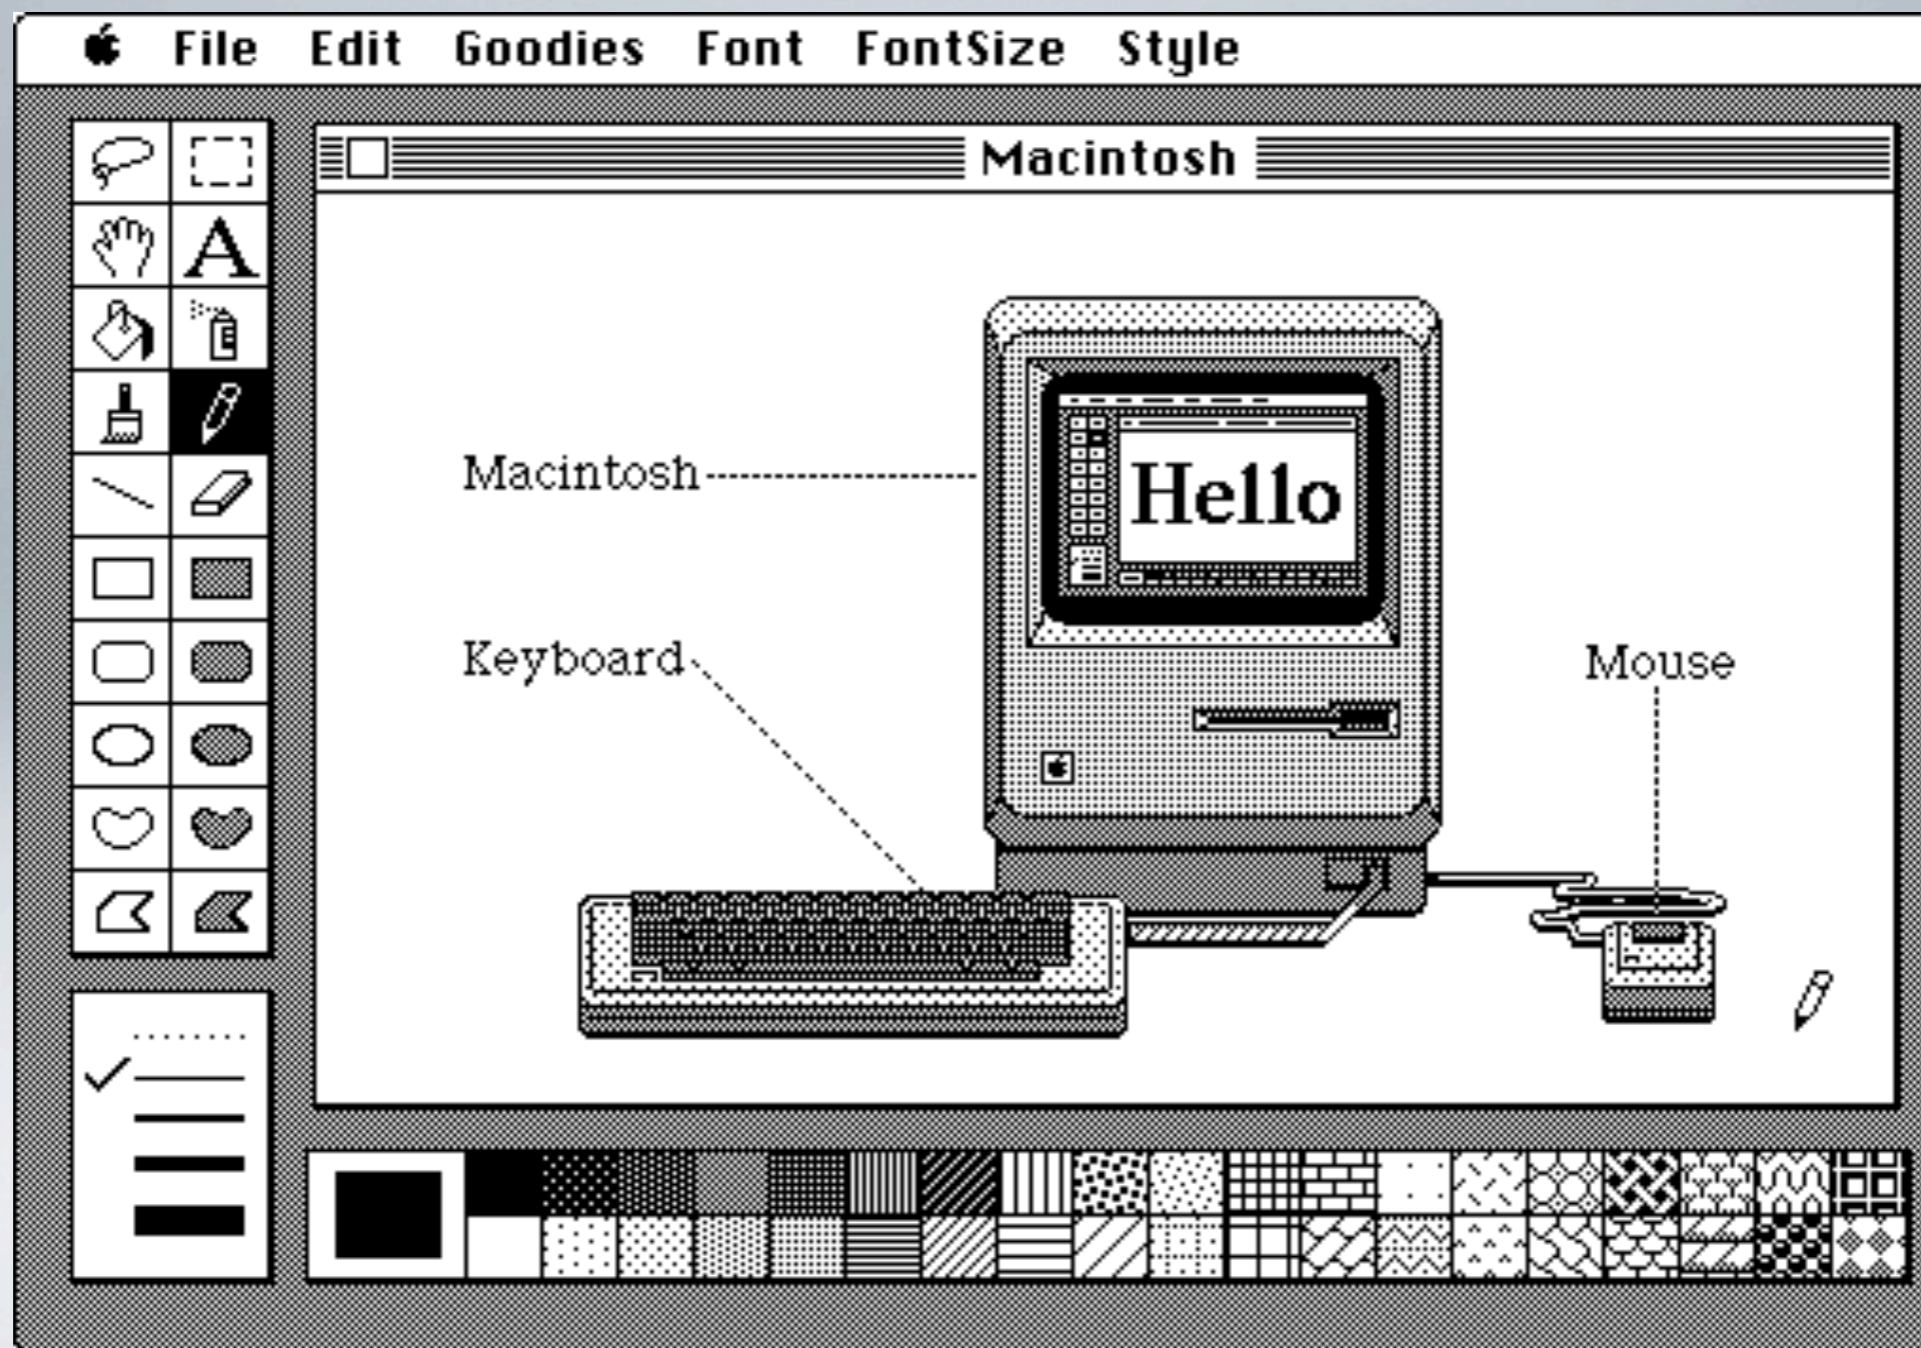 File Edit Goodies Font FontSize Style
Macintosh
A
Hello
Macintosh
Keyboard
Mouse